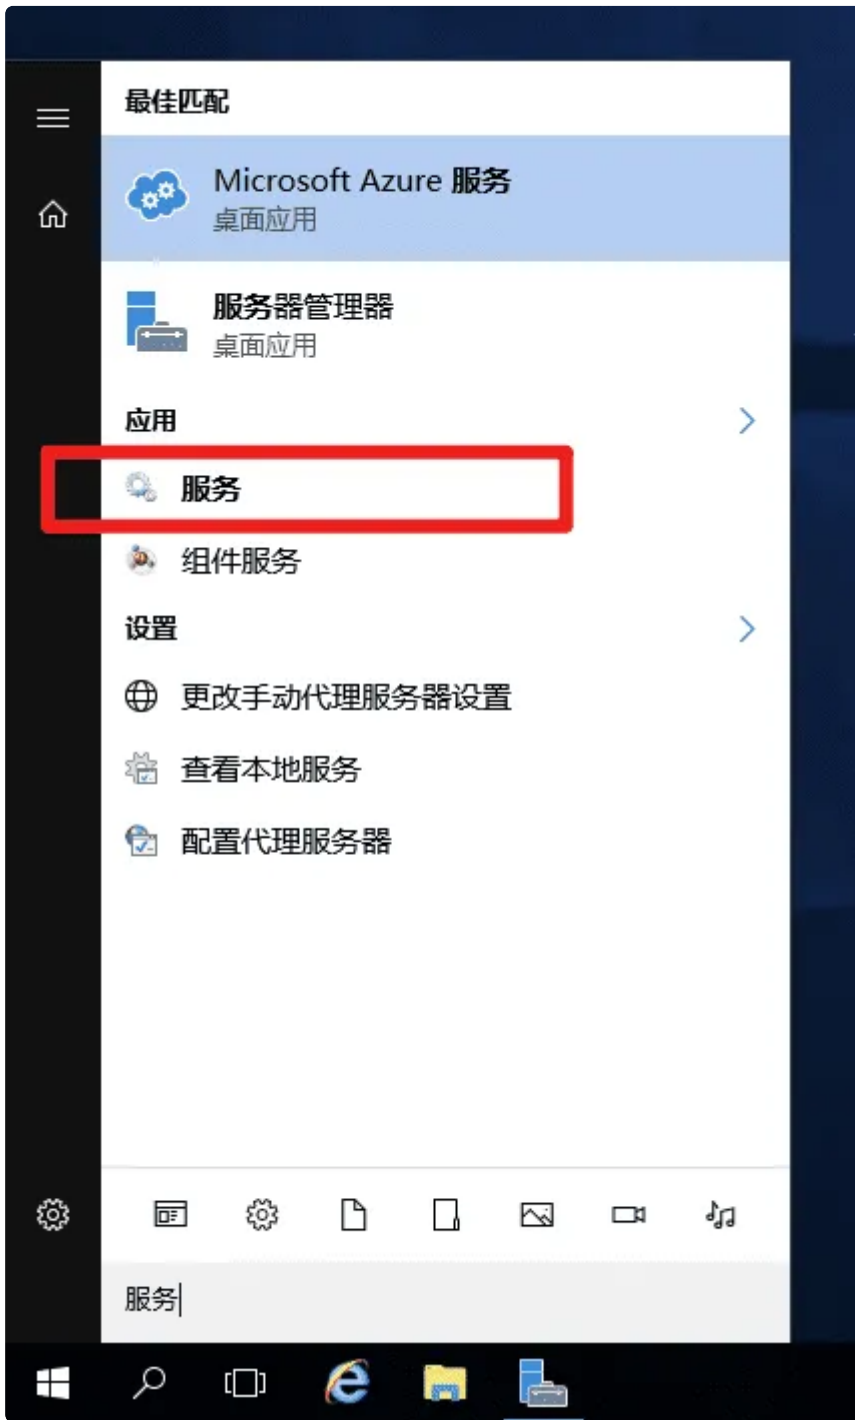 最佳匹配
Microsoft Azure 服务
桌面应用
服务器管理器
桌面应用
应用
服务
组件服务
设置
更改手动代理服务器设置
查看本地服务
配置代理服务器
服务